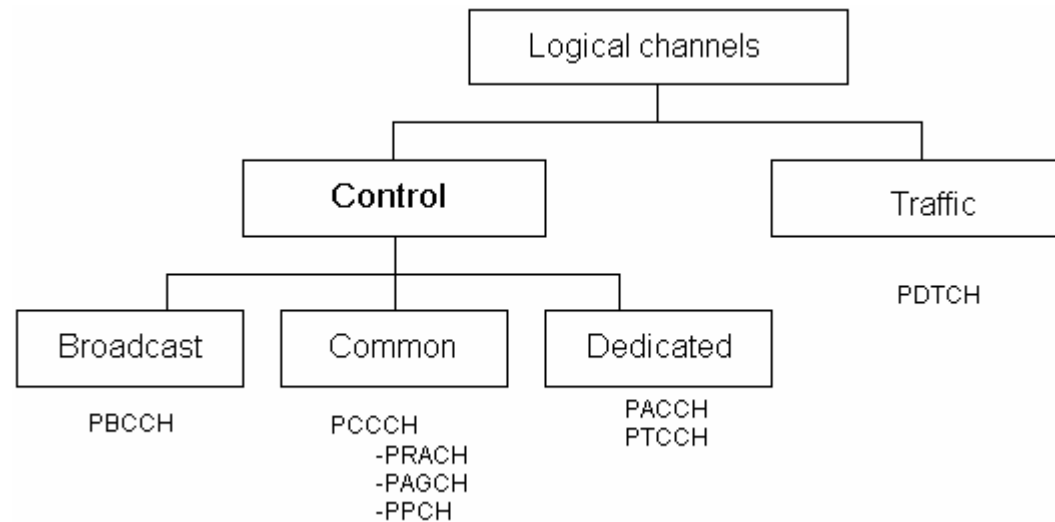 Logical channels
Control
Traffic
PDTCH
Broadcast
Common
Dedicated
PBCCH
PCCCH
-PRACH
-PAGCH
-PPCH
PACCH
PTCCH